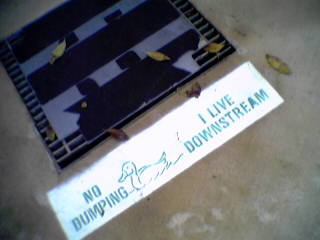 NO
DUMPING
I LIVE
DOWNSTREAM